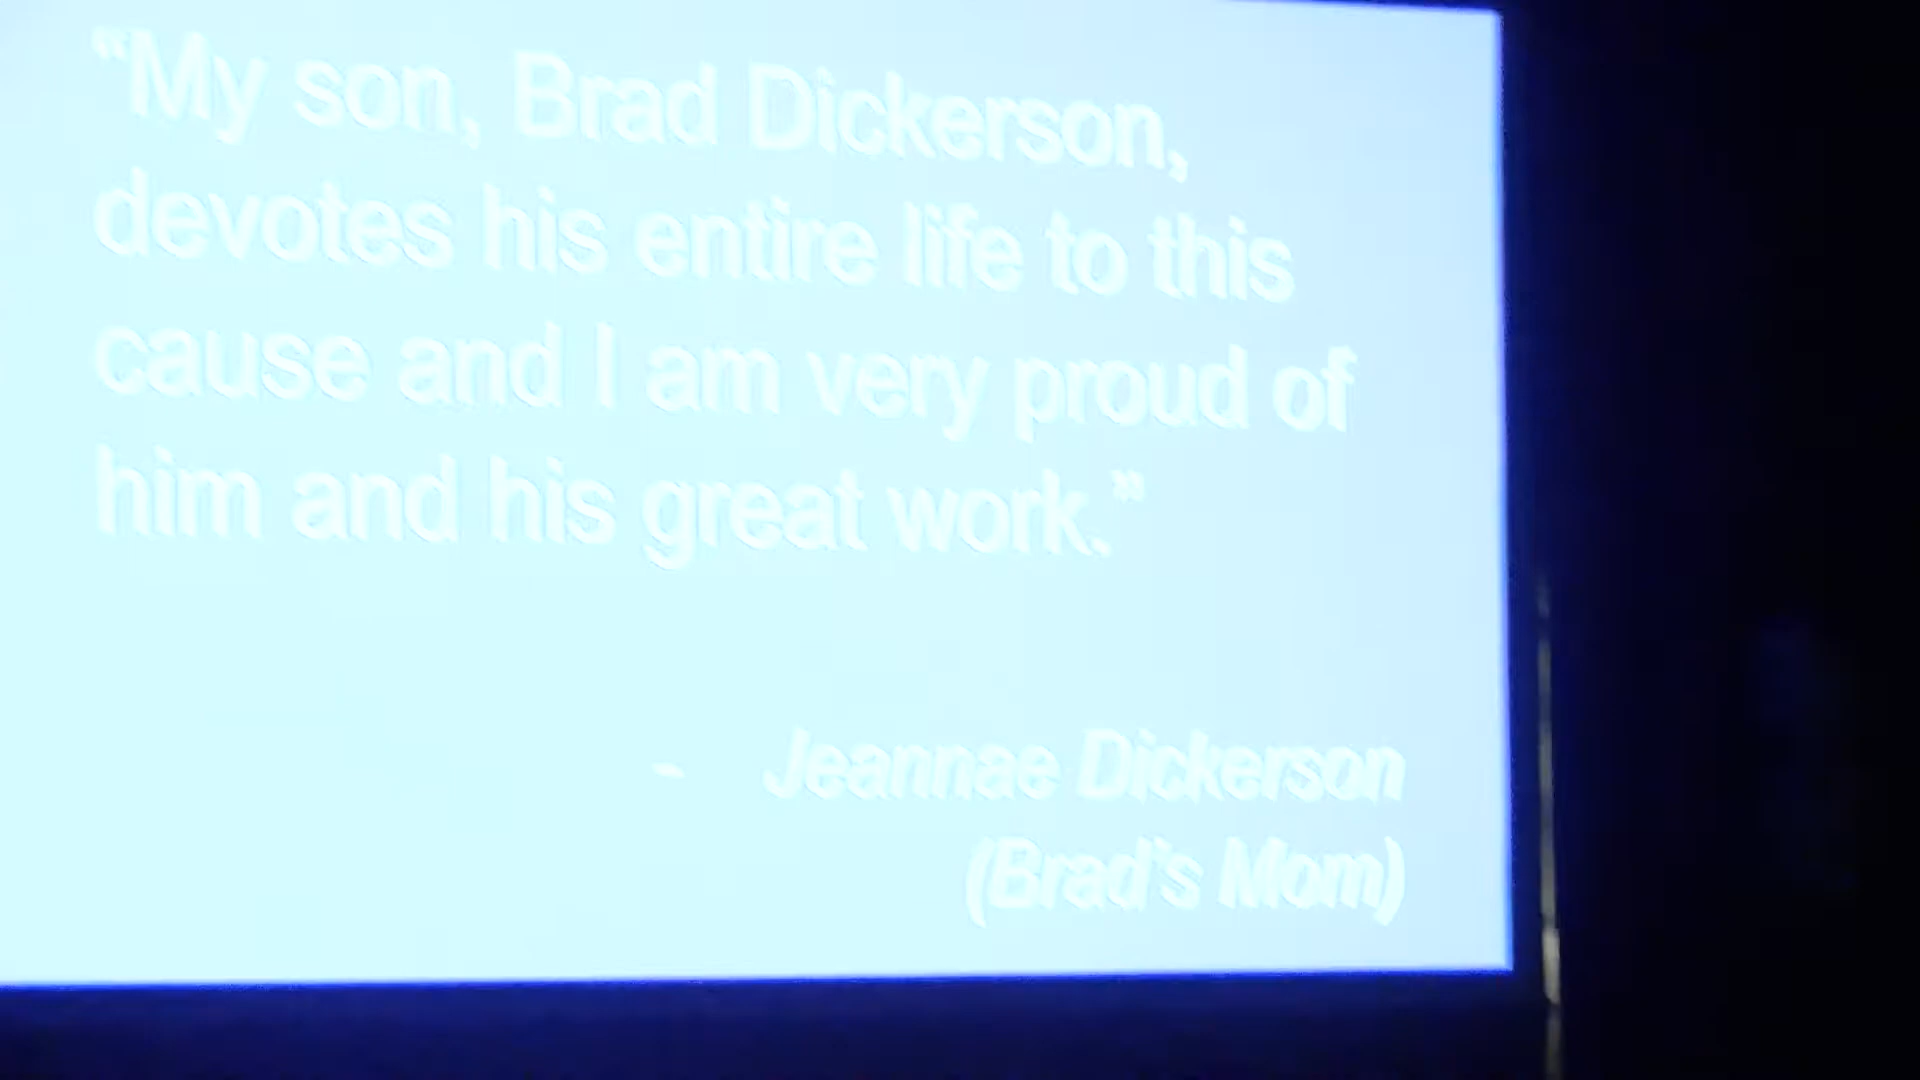 “My son, Brad Dickerson,
devotes his entire life to this
cause and I am very proud of
him and his great work.”
- Jeannae Dickerson
(Brad's Mom)